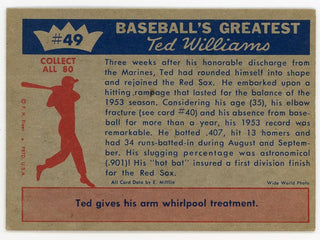 #49
BASEBALL'S GREATEST
Ted Williams
COLLECT
ALL 80
Three weeks after his honorable discharge from
the Marines, Ted had rounded himself into shape
and rejoined the Red Sox. He embarked upon a
hitting rampage that lasted for the balance of the
1953 season. Considering his age (35), his elbow
fracture (see card #40) and his absence from base-
ball for more than a year, his 1953 record was
remarkable. He batted .407, hit 13 homers and
had 34 runs-batted-in during August and Septem-
ber. His slugging percentage was astronomical
(.901)! His "hot bat" insured a first division finish
for the Red Sox.
All Card Data by E. Mifflin
Wide World Photo
Ted gives his arm whirlpool treatment.